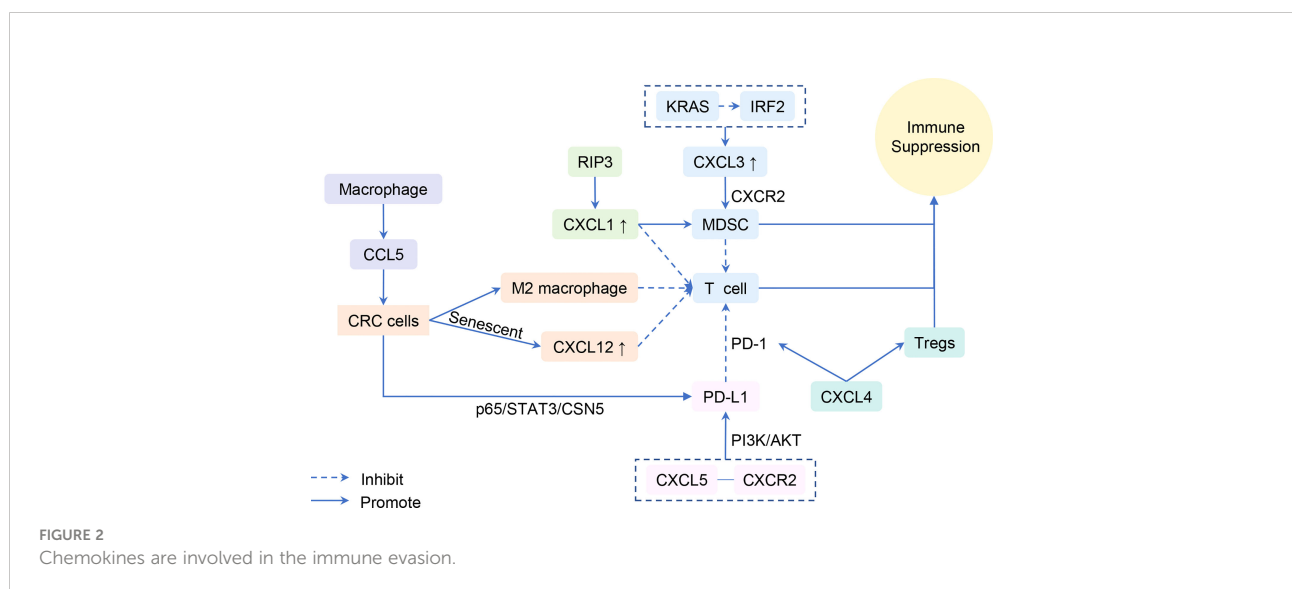 KRAS IRF2
Immune
Suppression
RIP3
CXCL3 ↑
Macrophage
CXCR2
CXCL1 ↑
MDSC
CCL5
M2 macrophage
T cell
CRC cells
Senescent
CXCL12 ↑
PD-1
Tregs
PD-L1
CXCL4
p65/STAT3/CSN5
PI3K/AKT
CXCL5 CXCR2
Inhibit
Promote
FIGURE 2
Chemokines are involved in the immune evasion.